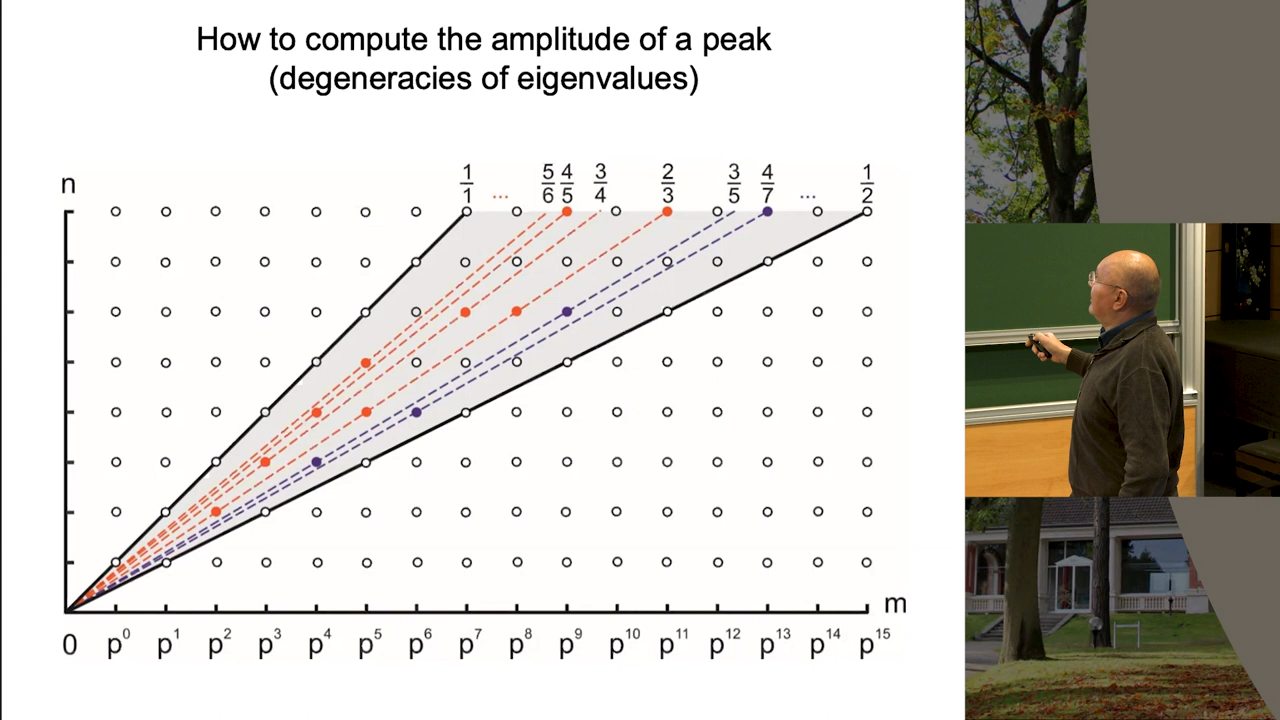 How to compute the amplitude of a peak
(degeneracies of eigenvalues)
n
1/1 ... 5/6 4/5 3/4 2/3 3/5 4/7 ... 1/2
m
0 p⁰ p¹ p² p³ p⁴ p⁵ p⁶ p⁷ p⁸ p⁹ p¹⁰ p¹¹ p¹² p¹³ p¹⁴ p¹⁵